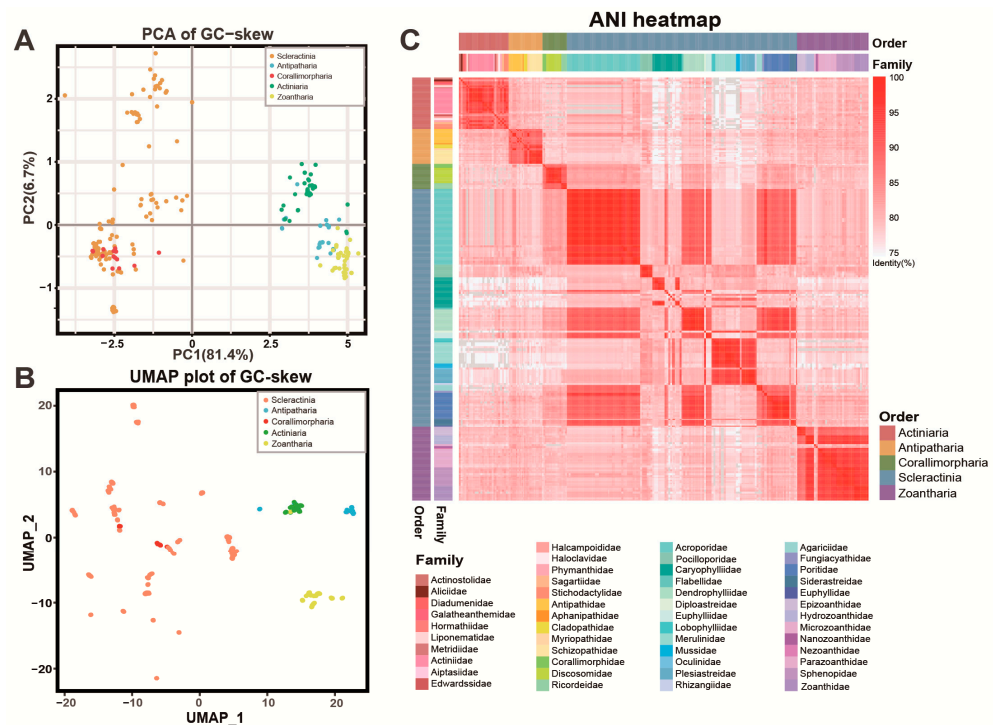 A
PCA of GC-skew
Scleractinia
Antipatharia
Corallimorpharia
Actiniaria
Zoantharia
2
1
0
−1
PC2(6.7%)
−2.5
0
2.5
5
PC1(81.4%)
B
UMAP plot of GC-skew
Scleractinia
Antipatharia
Corallimorpharia
Actiniaria
Zoantharia
20
10
0
−10
−20
UMAP_2
−20
−10
0
10
20
UMAP_1
C
ANI heatmap
Order
Family
100
95
90
85
80
75
Identity(%)
Order
Family
Order
Actiniaria
Antipatharia
Corallimorpharia
Scleractinia
Zoantharia
Family
Actinostolidae
Aliciidae
Diadumenidae
Galatheanthemidae
Hormathiidae
Liponematidae
Metridiidae
Actiniidae
Aiptasiidae
Edwardssidae
Halcampoididae
Haloclavidae
Phymanthidae
Sagartiidae
Stichodactylidae
Antipathidae
Aphanipathidae
Cladopathidae
Myriopathidae
Schizopathidae
Corallimorphidae
Discosomidae
Ricordeidae
Acroporidae
Pocilloporidae
Caryophylliidae
Flabellidae
Dendrophylliidae
Diploastreidae
Euphylliidae
Lobophylliidae
Merulinidae
Mussidae
Oculinidae
Plesiastreidae
Rhizangiidae
Agariciidae
Fungiacyathidae
Poritidae
Siderastreidae
Euphyllidae
Epizoanthidae
Hydrozoanthidae
Microzoanthidae
Nanozoanthidae
Nezoanthidae
Parazoanthidae
Sphenopidae
Zoanthidae